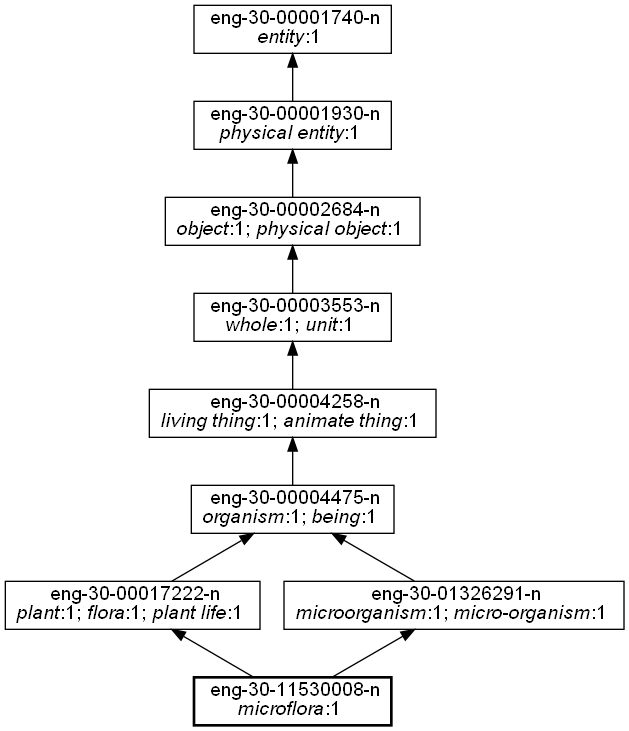 eng-30-00001740-n
entity:1
eng-30-00001930-n
physical entity:1
eng-30-00002684-n
object:1; physical object:1
eng-30-00003553-n
whole:1; unit:1
eng-30-00004258-n
living thing:1; animate thing:1
eng-30-00004475-n
organism:1; being:1
eng-30-00017222-n
plant:1; flora:1; plant life:1
eng-30-01326291-n
microorganism:1; micro-organism:1
eng-30-11530008-n
microflora:1